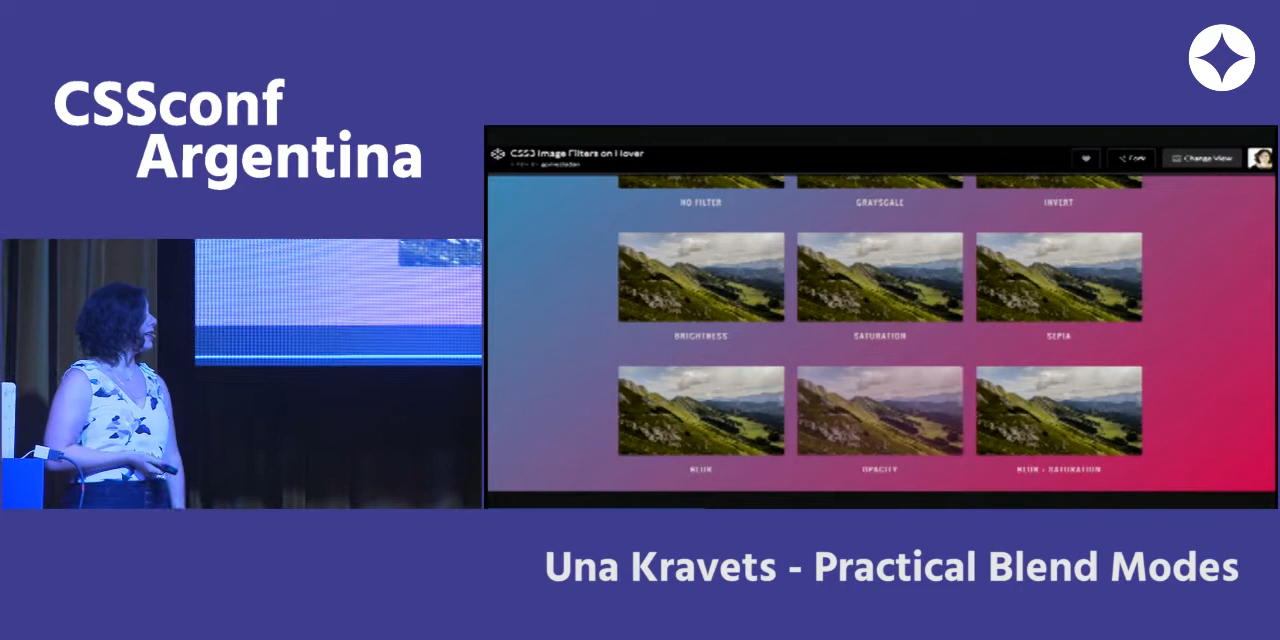 CSSconf
Argentina
CSS3 Image Filters on Hover
Fork
Change View
NO FILTER
GRAYSCALE
INVERT
BRIGHTNESS
SATURATION
SEPIA
BLUR
OPACITY
BLUR + SATURATION
Una Kravets - Practical Blend Modes